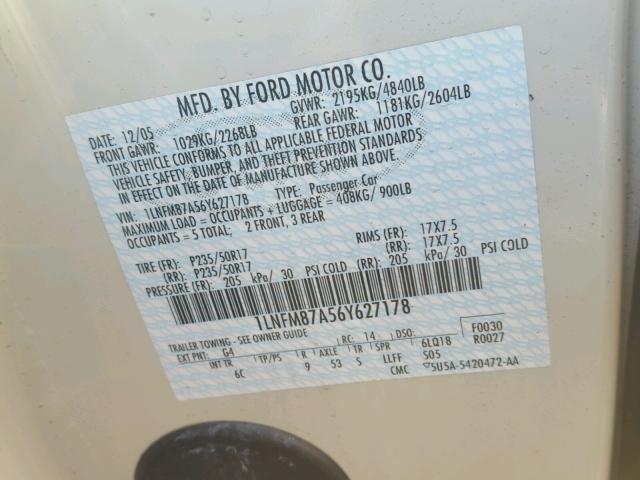 MFD. BY FORD MOTOR CO.
DATE: 12/05 GVWR: 2195KG/4840LB
FRONT GAWR: 1029KG/2268LB REAR GAWR: 1181KG/2604LB
THIS VEHICLE CONFORMS TO ALL APPLICABLE FEDERAL MOTOR
VEHICLE SAFETY, BUMPER, AND THEFT PREVENTION STANDARDS
IN EFFECT ON THE DATE OF MANUFACTURE SHOWN ABOVE.
VIN: 1LNFM87A56Y627178 TYPE: Passenger Car
MAXIMUM LOAD = OCCUPANTS + LUGGAGE = 408KG/ 900LB
OCCUPANTS = 5 TOTAL: 2 FRONT, 3 REAR
TIRE (FR): P235/50R17 RIMS (FR): 17X7.5
(RR): P235/50R17 (RR): 17X7.5
PRESSURE (FR): 205 kPa/ 30 PSI COLD (RR): 205 kPa/ 30 PSI COLD
1LNFM87A56Y627178
TRAILER TOWING - SEE OWNER GUIDE
EXT PNT: G4 RC: 14 DSO: F0030
R0027
INT TR TP/PS R AXLE TR SPR 6LQ18
6C 9 53 S LLFF S05
CMC 5U5A-5420472-AA